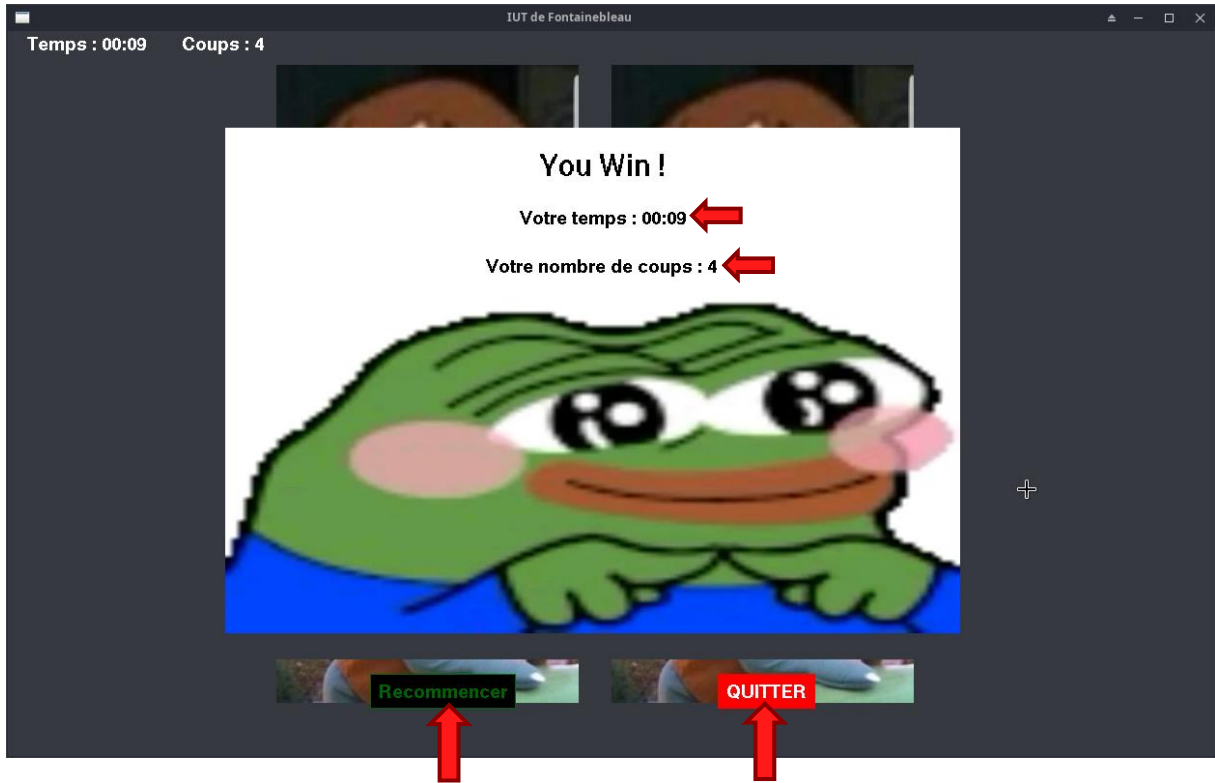 IUT de Fontainebleau
Temps : 00:09 Coups : 4
You Win !
Votre temps : 00:09
Votre nombre de coups : 4
Recommencer
QUITTER